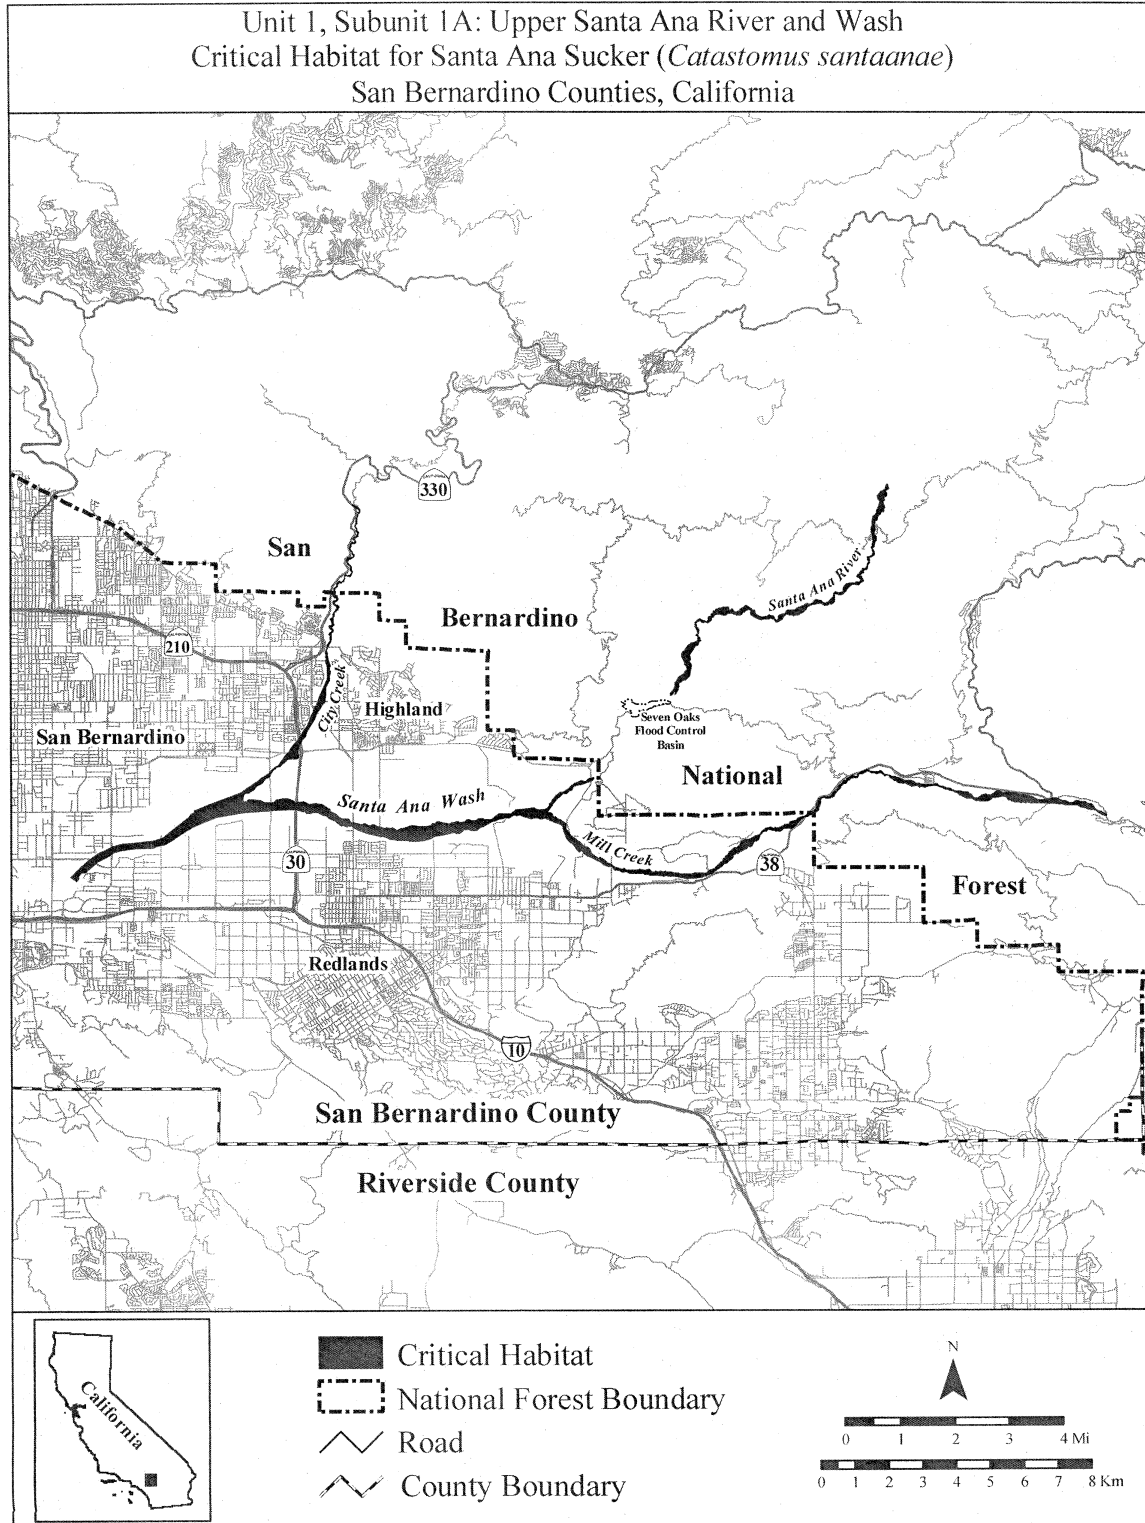 Unit 1, Subunit 1A: Upper Santa Ana River and Wash
Critical Habitat for Santa Ana Sucker (Catastomus santaanae)
San Bernardino Counties, California
330
San
Santa Ana River
Bernardino
210
City Creek
Highland
Seven Oaks
Flood Control
Basin
San Bernardino
National
Santa Ana Wash
Mill Creek
30
38
Forest
Redlands
10
San Bernardino County
Riverside County
California
Critical Habitat
National Forest Boundary
Road
County Boundary
N
0 1 2 3 4 Mi
0 1 2 3 4 5 6 7 8 Km